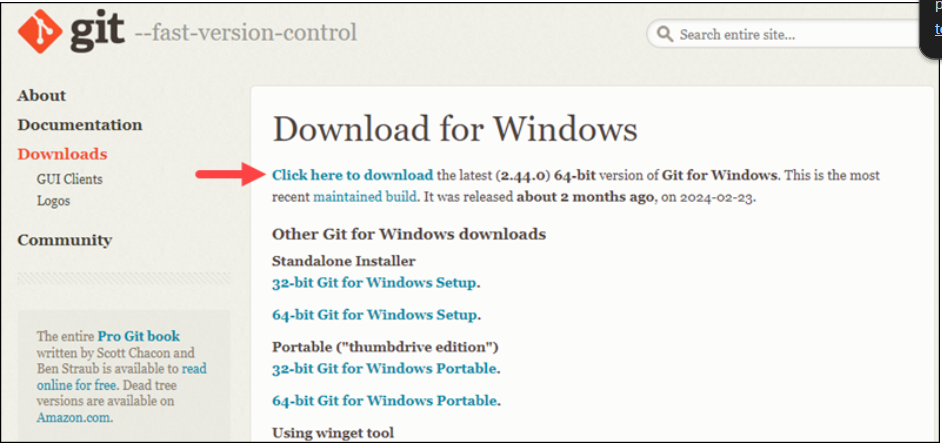 git --fast-version-control
Search entire site...
About
Documentation
Downloads
GUI Clients
Logos
Community
The entire Pro Git book
written by Scott Chacon and
Ben Straub is available to read
online for free. Dead tree
versions are available on
Amazon.com.
Download for Windows
Click here to download the latest (2.44.0) 64-bit version of Git for Windows. This is the most
recent maintained build. It was released about 2 months ago, on 2024-02-23.
Other Git for Windows downloads
Standalone Installer
32-bit Git for Windows Setup.
64-bit Git for Windows Setup.
Portable ("thumbdrive edition")
32-bit Git for Windows Portable.
64-bit Git for Windows Portable.
Using winget tool